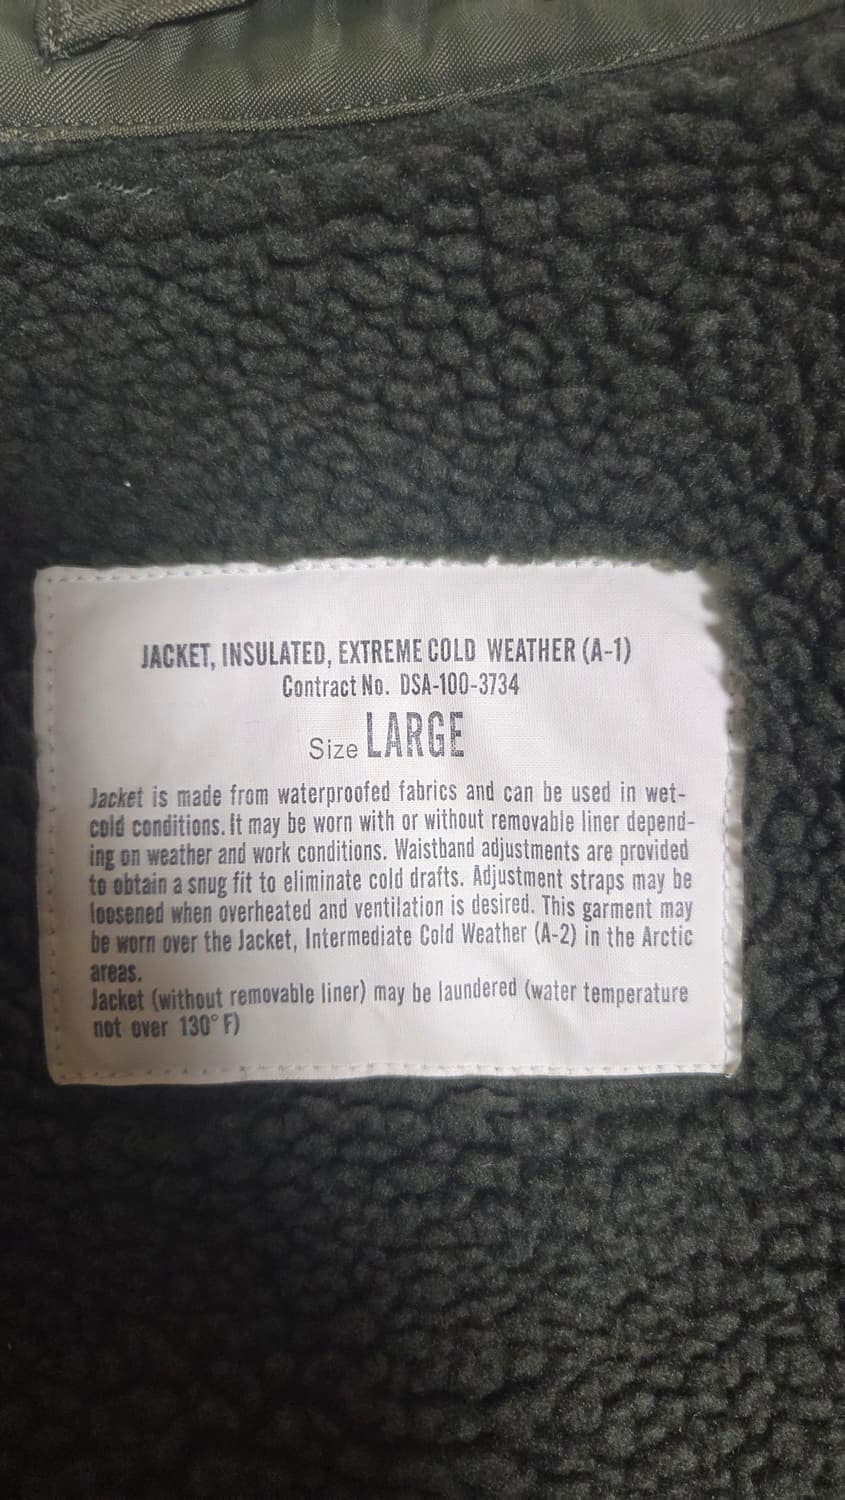 JACKET, INSULATED, EXTREME COLD WEATHER (A-1)
Contract No. DSA-100-3734
Size LARGE
Jacket is made from waterproofed fabrics and can be used in wet-
cold conditions. It may be worn with or without removable liner depend-
ing on weather and work conditions. Waistband adjustments are provided
to obtain a snug fit to eliminate cold drafts. Adjustment straps may be
loosened when overheated and ventilation is desired. This garment may
be worn over the Jacket, Intermediate Cold Weather (A-2) in the Arctic
areas.
Jacket (without removable liner) may be laundered (water temperature
not over 130° F)